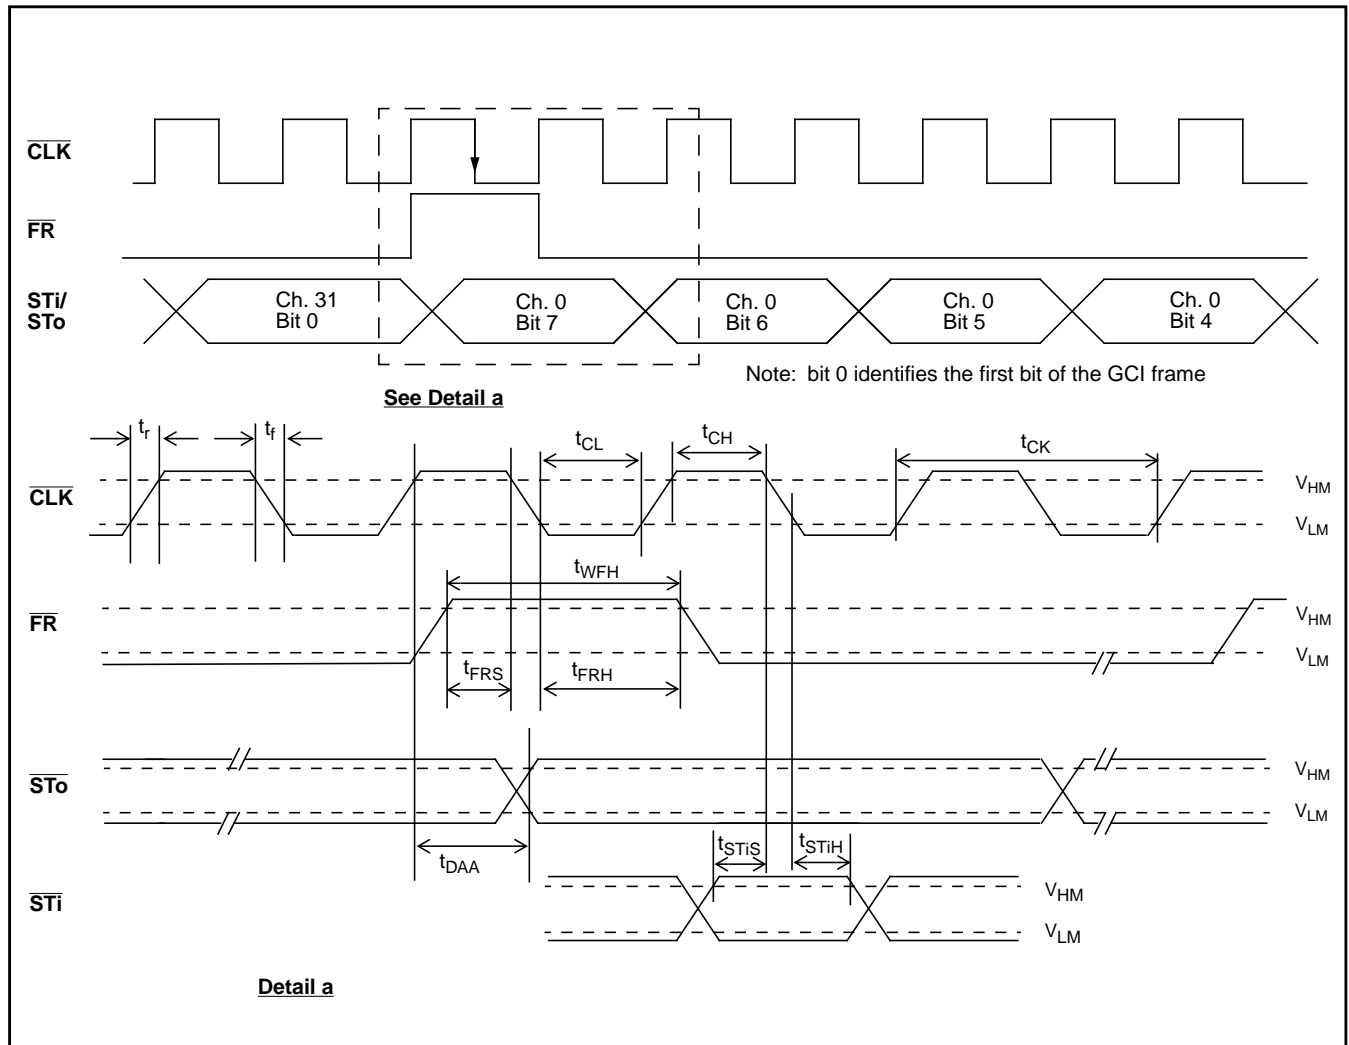 CLK
FR
STi/
STo
Ch. 31
Bit 0
Ch. 0
Bit 7
Ch. 0
Bit 6
Ch. 0
Bit 5
Ch. 0
Bit 4
Note: bit 0 identifies the first bit of the GCI frame
See Detail a
tr
tf
tCL
tCH
tCK
CLK
VHM
VLM
tWFH
FR
VHM
VLM
tFRS
tFRH
STo
VHM
VLM
tDAA
tSTiS
tSTiH
STi
VHM
VLM
Detail a